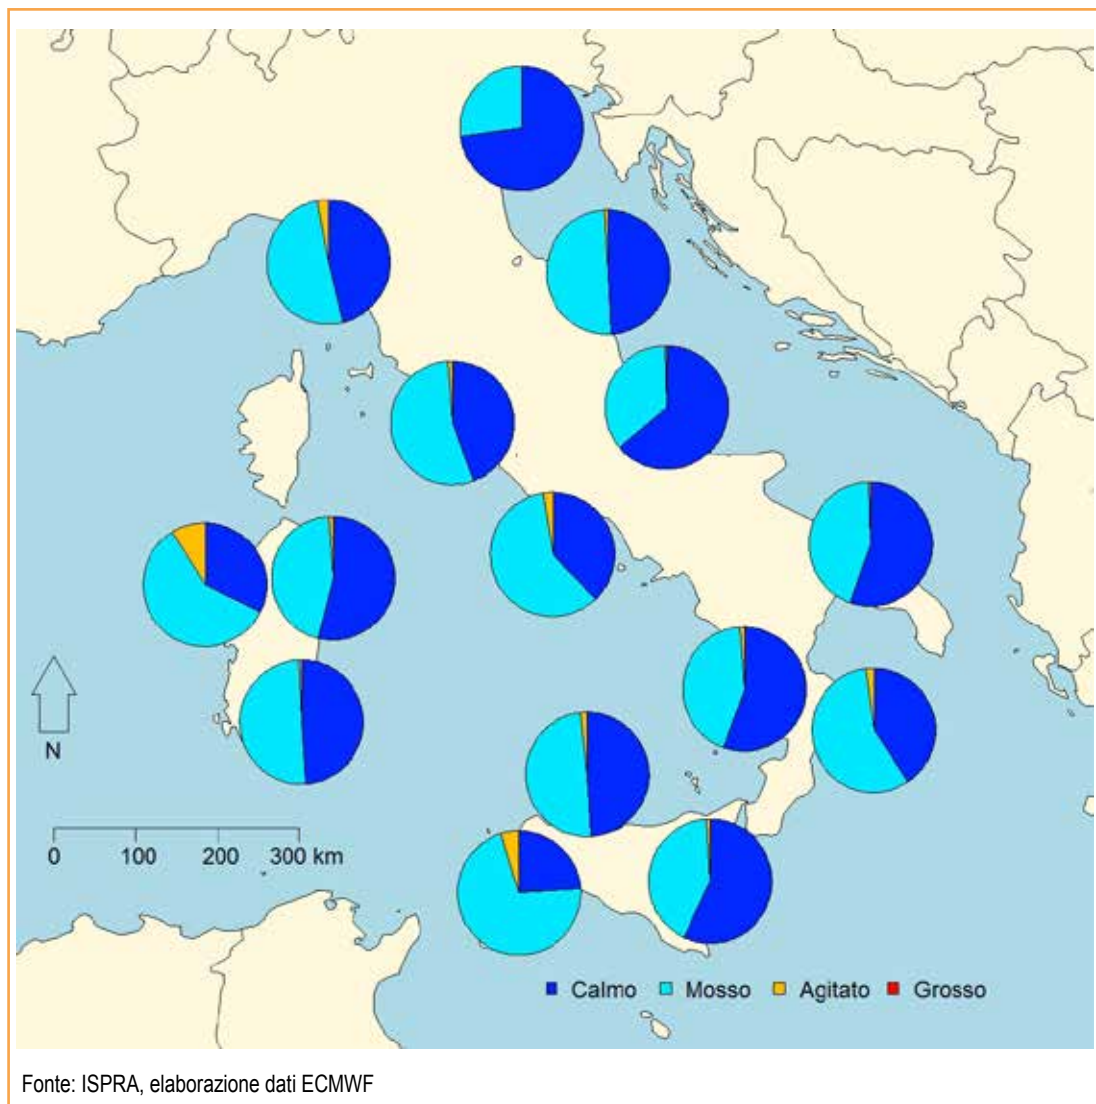 N
0 100 200 300 km
Calmo Mosso Agitato Grosso
Fonte: ISPRA, elaborazione dati ECMWF